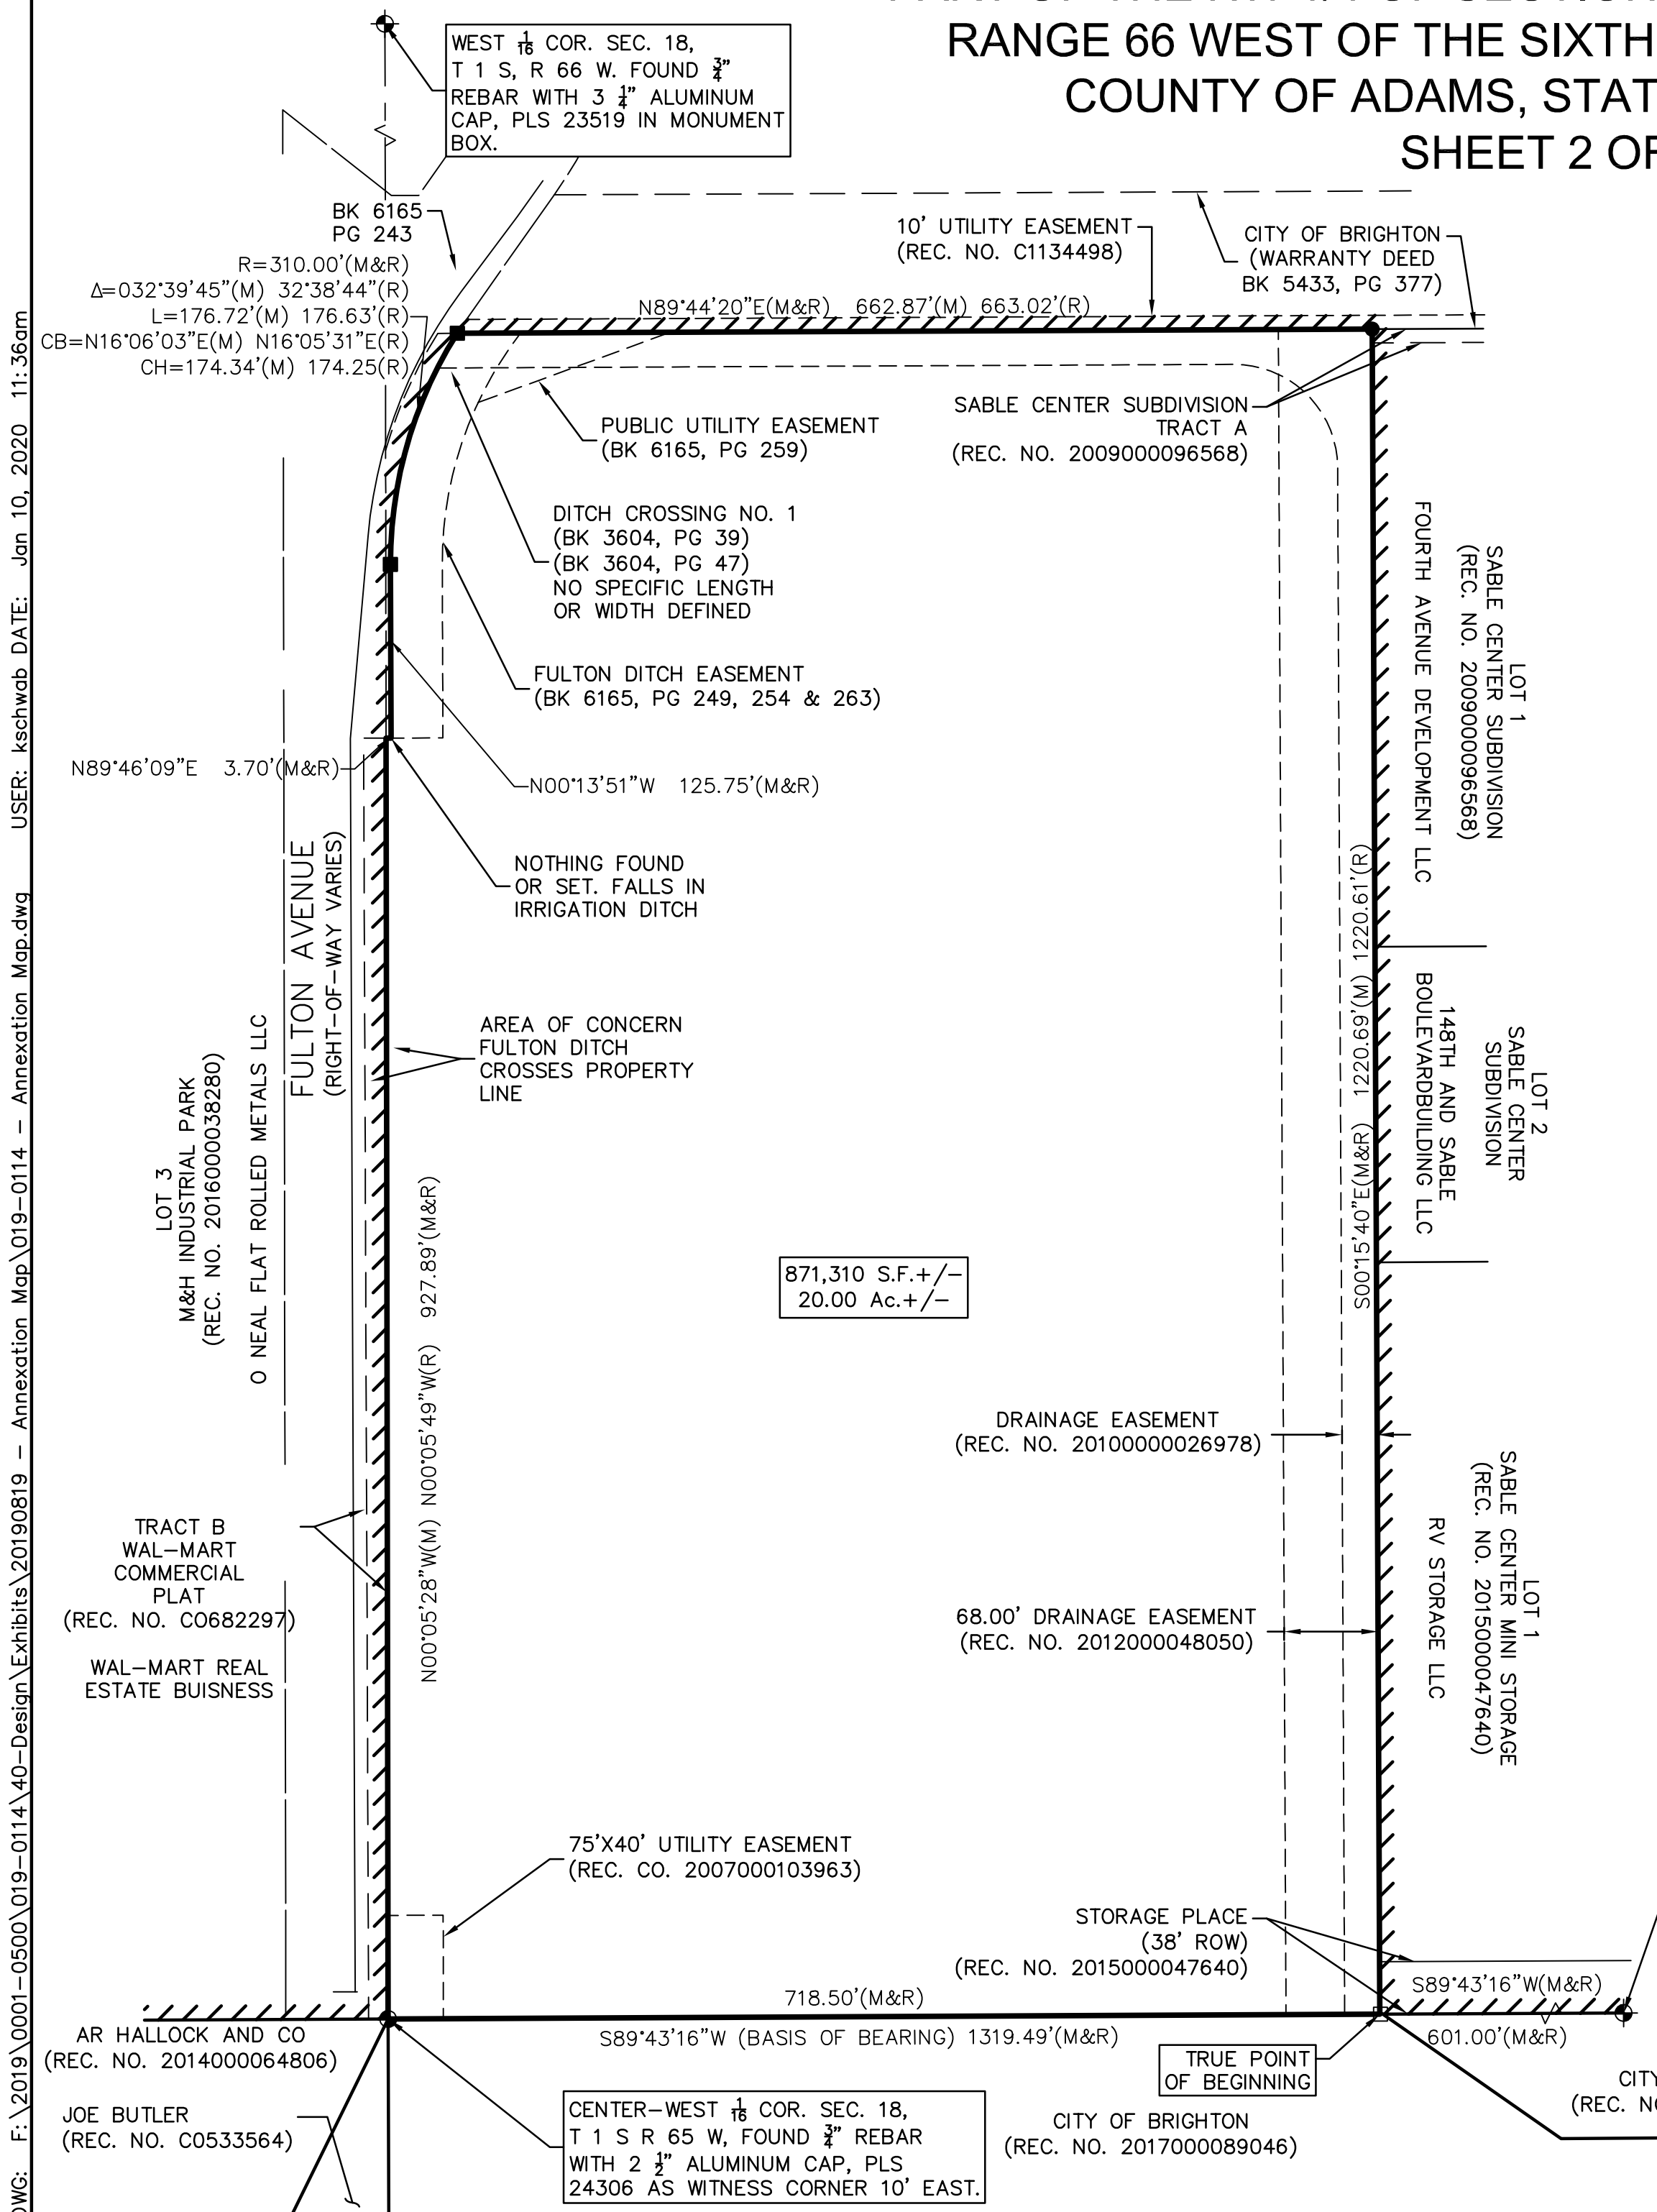 RANGE 66 WEST OF THE SIXTH
COUNTY OF ADAMS, STAT
SHEET 2 OF
WEST 1/16 COR. SEC. 18,
T 1 S, R 66 W. FOUND 3/4"
REBAR WITH 3 1/4" ALUMINUM
CAP, PLS 23519 IN MONUMENT
BOX.
BK 6165
PG 243
R=310.00'(M&R)
Δ=032°39'45"(M) 32°38'44"(R)
L=176.72'(M) 176.63'(R)
CB=N16°06'03"E(M) N16°05'31"E(R)
CH=174.34'(M) 174.25(R)
10' UTILITY EASEMENT
(REC. NO. C1134498)
CITY OF BRIGHTON
(WARRANTY DEED
BK 5433, PG 377)
N89°44'20"E(M&R) 662.87'(M) 663.02'(R)
PUBLIC UTILITY EASEMENT
(BK 6165, PG 259)
SABLE CENTER SUBDIVISION
TRACT A
(REC. NO. 2009000096568)
DITCH CROSSING NO. 1
(BK 3604, PG 39)
(BK 3604, PG 47)
NO SPECIFIC LENGTH
OR WIDTH DEFINED
FULTON DITCH EASEMENT
(BK 6165, PG 249, 254 & 263)
N89°46'09"E 3.70'(M&R)
N00°13'51"W 125.75'(M&R)
NOTHING FOUND
OR SET. FALLS IN
IRRIGATION DITCH
FULTON AVENUE
(RIGHT-OF-WAY VARIES)
AREA OF CONCERN
FULTON DITCH
CROSSES PROPERTY
LINE
LOT 3
M&H INDUSTRIAL PARK
(REC. NO. 2016000038280)
O NEAL FLAT ROLLED METALS LLC
N00°05'28"W(M) N00°05'49"W(R) 927.89'(M&R)
871,310 S.F.+/-
20.00 Ac.+/-
S00°15'40"E(M&R) 1220.69'(M) 1220.61'(R)
LOT 1
SABLE CENTER SUBDIVISION
(REC. NO. 2009000096568)
FOURTH AVENUE DEVELOPMENT LLC
LOT 2
SABLE CENTER
SUBDIVISION
148TH AND SABLE
BOULEVARDBUILDING LLC
LOT 1
SABLE CENTER MINI STORAGE
(REC. NO. 2015000047640)
RV STORAGE LLC
DRAINAGE EASEMENT
(REC. NO. 20100000026978)
68.00' DRAINAGE EASEMENT
(REC. NO. 2012000048050)
TRACT B
WAL-MART
COMMERCIAL
PLAT
(REC. NO. CO682297)
WAL-MART REAL
ESTATE BUISNESS
75'X40' UTILITY EASEMENT
(REC. CO. 2007000103963)
STORAGE PLACE
(38' ROW)
(REC. NO. 2015000047640)
718.50'(M&R)
S89°43'16"W (BASIS OF BEARING) 1319.49'(M&R)
S89°43'16"W(M&R)
601.00'(M&R)
AR HALLOCK AND CO
(REC. NO. 2014000064806)
JOE BUTLER
(REC. NO. C0533564)
TRUE POINT
OF BEGINNING
CENTER-WEST 1/16 COR. SEC. 18,
T 1 S R 65 W, FOUND 3/4" REBAR
WITH 2 1/2" ALUMINUM CAP, PLS
24306 AS WITNESS CORNER 10' EAST.
CITY OF BRIGHTON
(REC. NO. 2017000089046)
CITY
(REC. NO
DWG: F:\2019\0001-0500\019-0114\40-Design\Exhibits\20190819 - Annexation Map\019-0114 - Annexation Map.dwg USER: kschwab DATE: Jan 10, 2020 11:36am